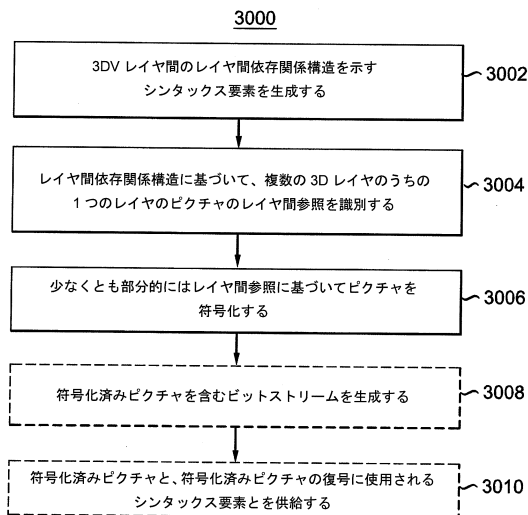 3000
3DV レイヤ間のレイヤ間依存関係構造を示す
シンタックス要素を生成する
3002
レイヤ間依存関係構造に基づいて、複数の 3D レイヤのうちの
1 つのレイヤのピクチャのレイヤ間参照を識別する
3004
少なくとも部分的にはレイヤ間参照に基づいてピクチャを
符号化する
3006
符号化済みピクチャを含むビットストリームを生成する
3008
符号化済みピクチャと、符号化済みピクチャの復号に使用される
シンタックス要素とを供給する
3010